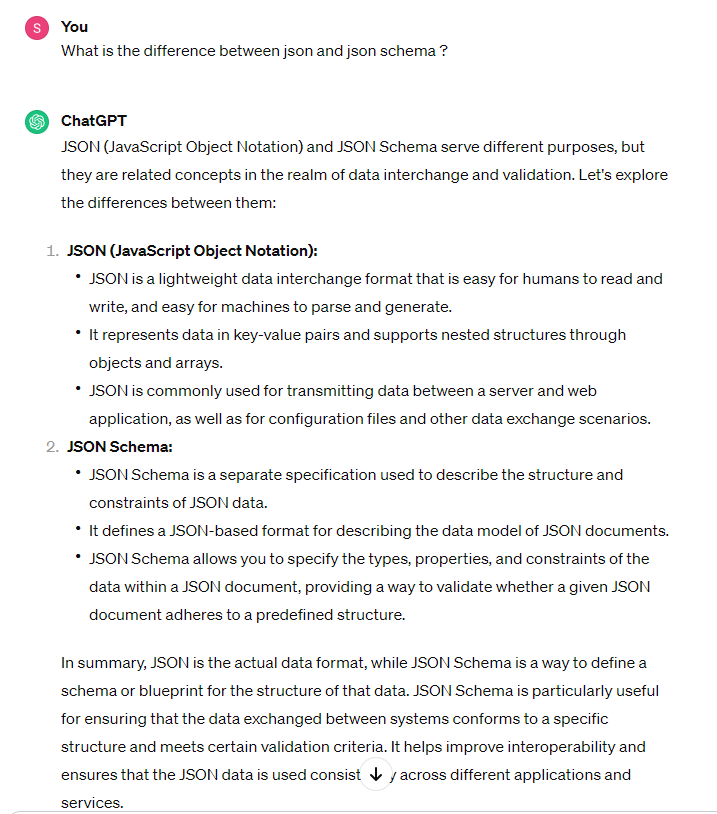 S
You
What is the difference between json and json schema ?
ChatGPT
JSON (JavaScript Object Notation) and JSON Schema serve different purposes, but
they are related concepts in the realm of data interchange and validation. Let's explore
the differences between them:
1. JSON (JavaScript Object Notation):
• JSON is a lightweight data interchange format that is easy for humans to read and
write, and easy for machines to parse and generate.
• It represents data in key-value pairs and supports nested structures through
objects and arrays.
• JSON is commonly used for transmitting data between a server and web
application, as well as for configuration files and other data exchange scenarios.
2. JSON Schema:
• JSON Schema is a separate specification used to describe the structure and
constraints of JSON data.
• It defines a JSON-based format for describing the data model of JSON documents.
• JSON Schema allows you to specify the types, properties, and constraints of the
data within a JSON document, providing a way to validate whether a given JSON
document adheres to a predefined structure.
In summary, JSON is the actual data format, while JSON Schema is a way to define a
schema or blueprint for the structure of that data. JSON Schema is particularly useful
for ensuring that the data exchanged between systems conforms to a specific
structure and meets certain validation criteria. It helps improve interoperability and
ensures that the JSON data is used across different applications and
services.